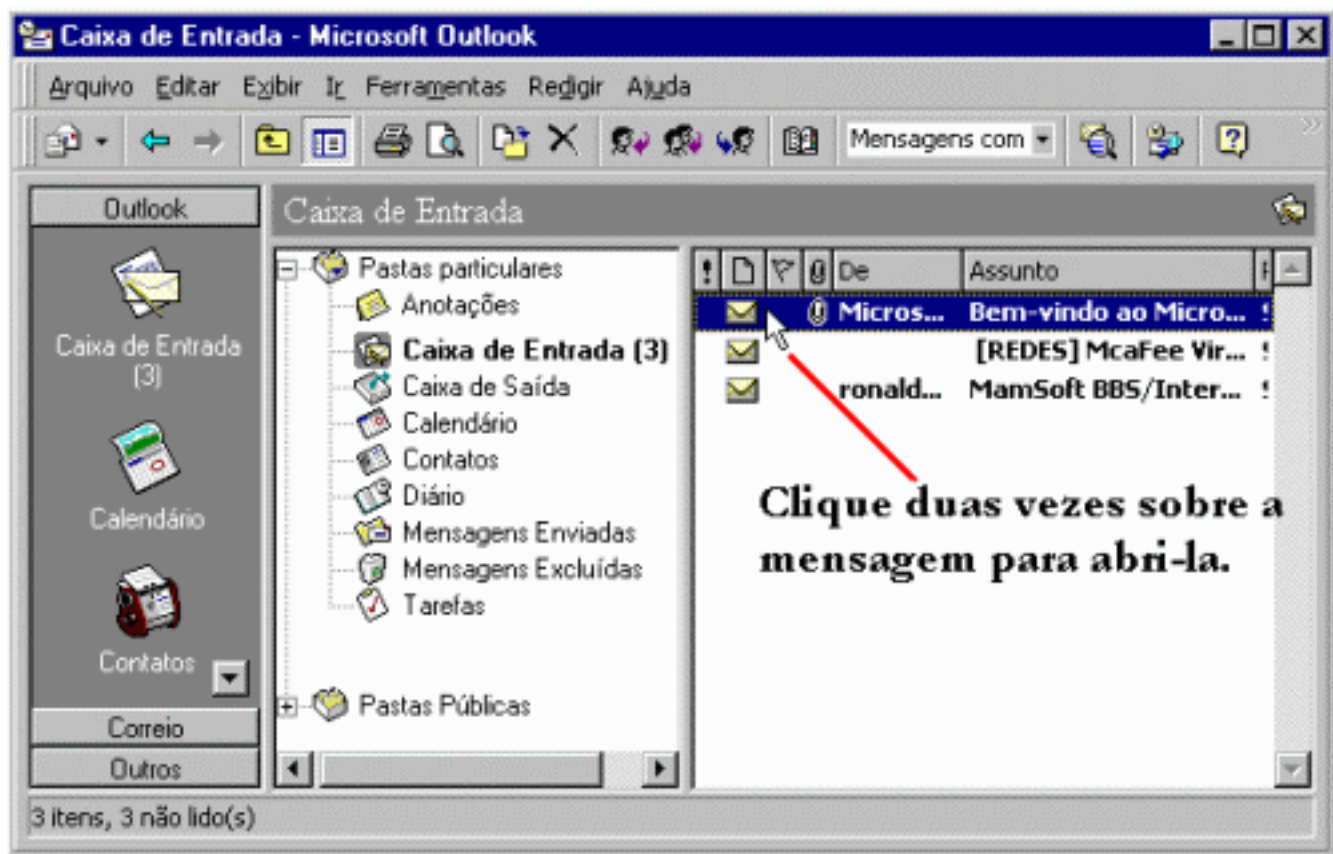 Caixa de Entrada - Microsoft Outlook
Arquivo Editar Exibir Ir Ferramentas Redigir Ajuda
Mensagens com
Outlook
Caixa de Entrada
(3)
Calendário
Contatos
Correio
Outros
Caixa de Entrada
Pastas particulares
Anotações
Caixa de Entrada (3)
Caixa de Saída
Calendário
Contatos
Diário
Mensagens Enviadas
Mensagens Excluídas
Tarefas
Pastas Públicas
De Assunto
Micros... Bem-vindo ao Micro...
[REDES] McaFee Vir...
ronald... MamSoft BBS/Inter...
Clique duas vezes sobre a
mensagem para abri-la.
3 itens, 3 não lido(s)